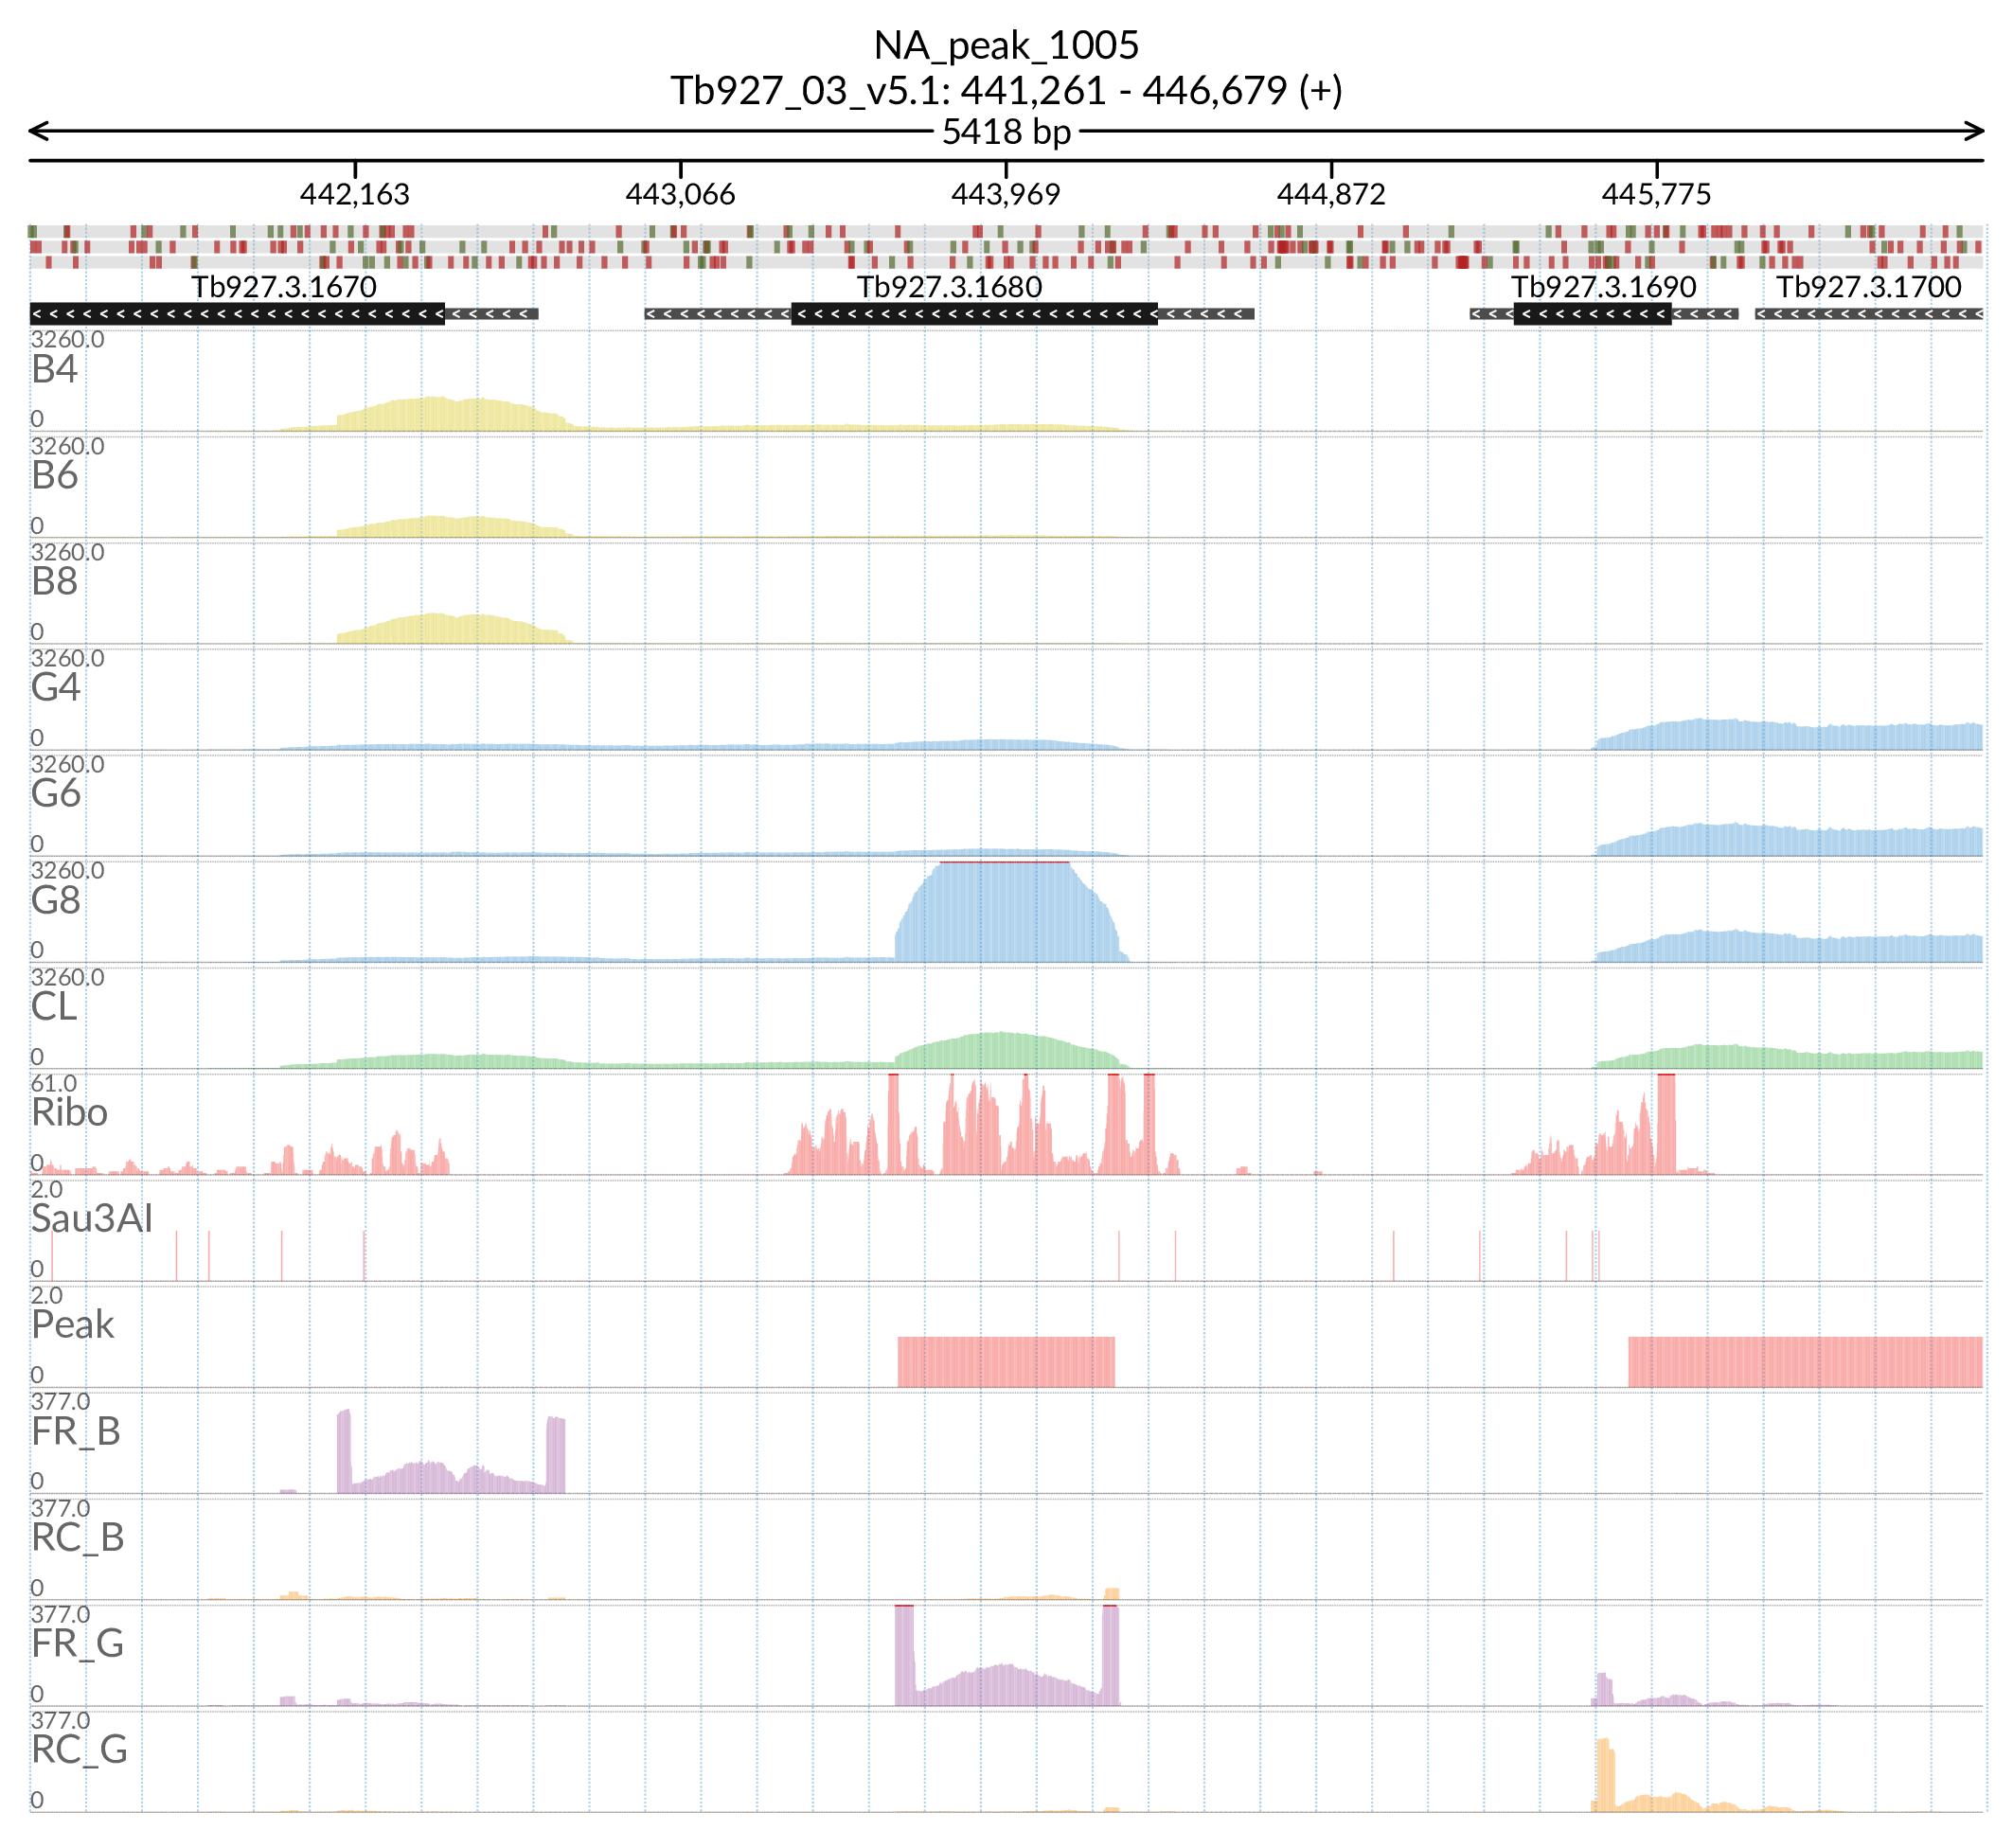 NA_peak_1005
Tb927_03_v5.1: 441,261 - 446,679 (+)
5418 bp
442,163 443,066 443,969 444,872 445,775
Tb927.3.1670 Tb927.3.1680 Tb927.3.1690 Tb927.3.1700
3260.0
B4
0
3260.0
B6
0
3260.0
B8
0
3260.0
G4
0
3260.0
G6
0
3260.0
G8
0
3260.0
CL
0
61.0
Ribo
0
2.0
Sau3AI
0
2.0
Peak
0
377.0
FR_B
0
377.0
RC_B
0
377.0
FR_G
0
377.0
RC_G
0